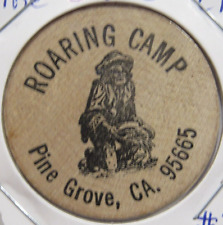 ROARING CAMP
Pine Grove, CA. 95665